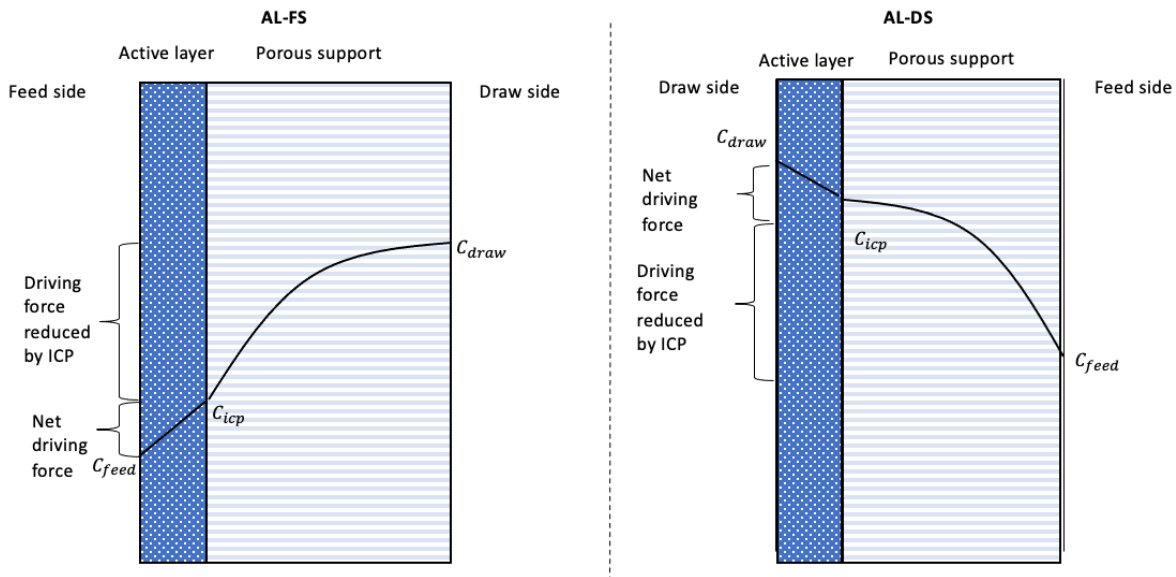 AL-FS
Active layer
Porous support
Feed side
Draw side
C_draw
Driving
force
reduced
by ICP
C_icp
Net
driving
force
C_feed
AL-DS
Active layer
Porous support
Draw side
Feed side
C_draw
Net
driving
force
C_icp
Driving
force
reduced
by ICP
C_feed